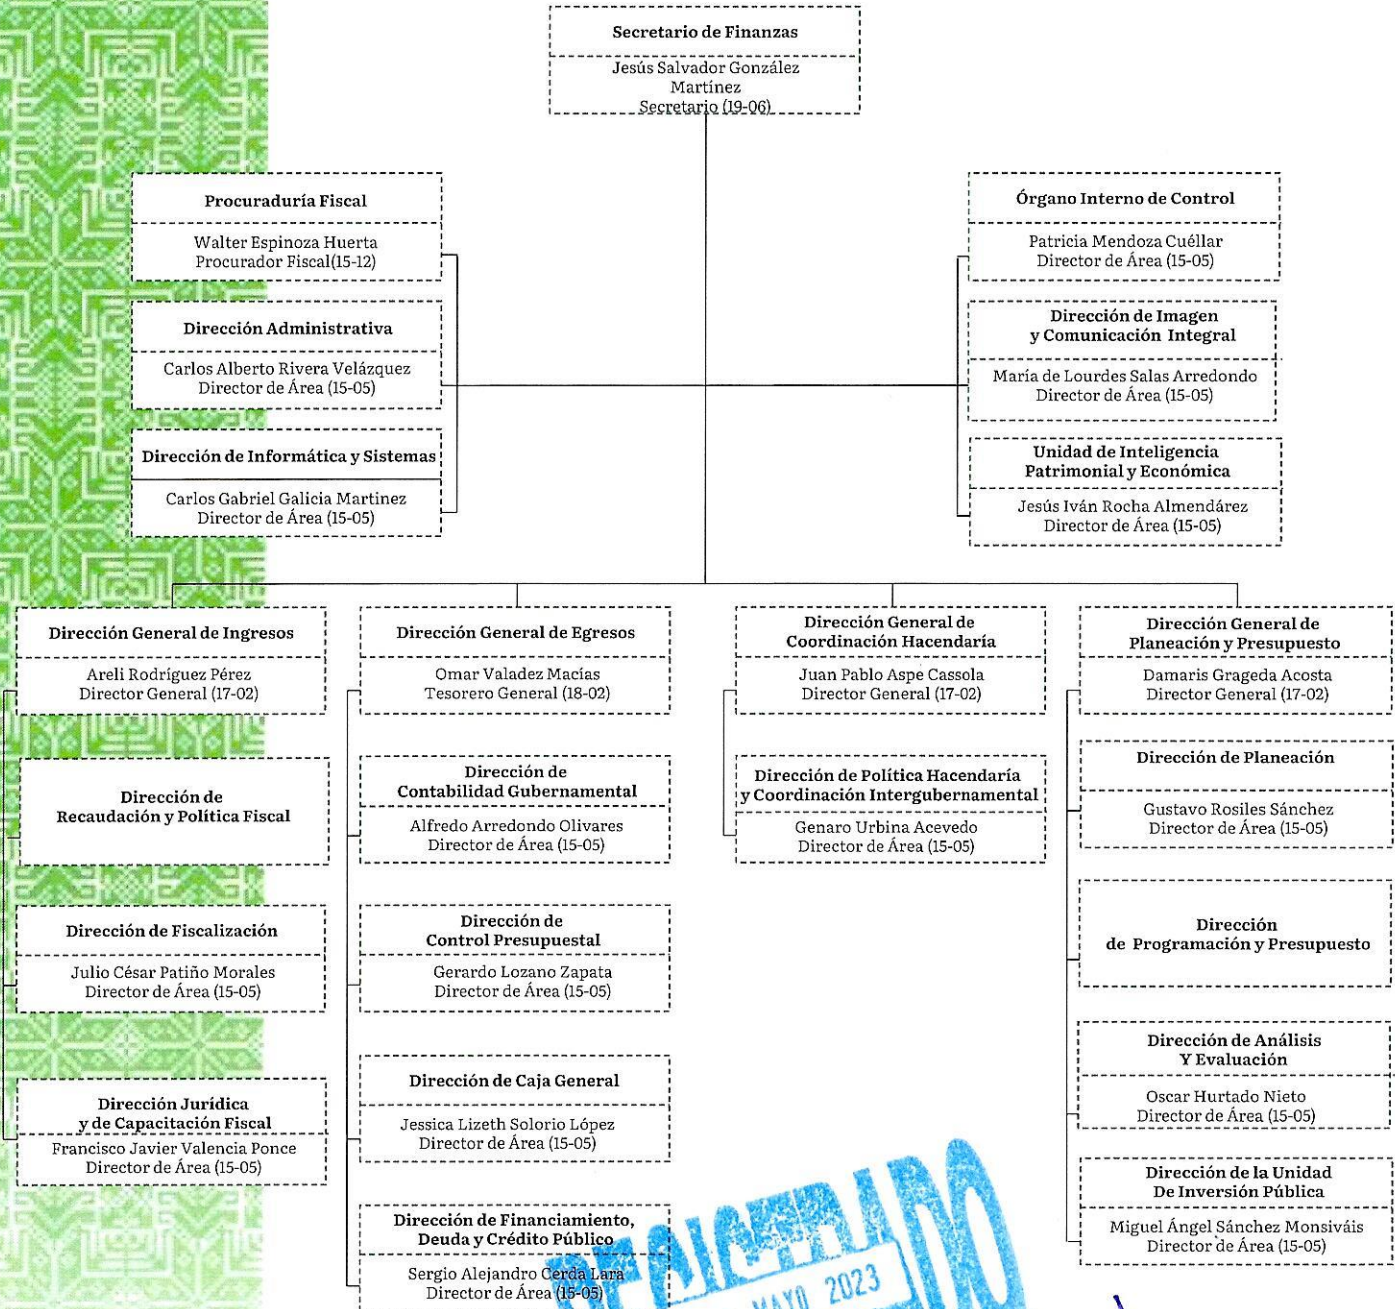 Secretario de Finanzas
Jesús Salvador González
Martínez
Secretario (19-06)
Procuraduría Fiscal
Walter Espinoza Huerta
Procurador Fiscal(15-12)
Órgano Interno de Control
Patricia Mendoza Cuéllar
Director de Área (15-05)
Dirección Administrativa
Carlos Alberto Rivera Velázquez
Director de Área (15-05)
Dirección de Imagen
y Comunicación Integral
María de Lourdes Salas Arredondo
Director de Área (15-05)
Dirección de Informática y Sistemas
Carlos Gabriel Galicia Martinez
Director de Área (15-05)
Unidad de Inteligencia
Patrimonial y Económica
Jesús Iván Rocha Almendárez
Director de Área (15-05)
Dirección General de Ingresos
Areli Rodríguez Pérez
Director General (17-02)
Dirección de
Recaudación y Política Fiscal
Dirección de Fiscalización
Julio César Patiño Morales
Director de Área (15-05)
Dirección Jurídica
y de Capacitación Fiscal
Francisco Javier Valencia Ponce
Director de Área (15-05)
Dirección General de Egresos
Omar Valadez Macías
Tesorero General (18-02)
Dirección de
Contabilidad Gubernamental
Alfredo Arredondo Olivares
Director de Área (15-05)
Dirección de
Control Presupuestal
Gerardo Lozano Zapata
Director de Área (15-05)
Dirección de Caja General
Jessica Lizeth Solorio López
Director de Área (15-05)
Dirección de Financiamiento,
Deuda y Crédito Público
Sergio Alejandro Cerda Lara
Director de Área (15-05)
Dirección General de
Coordinación Hacendaría
Juan Pablo Aspe Cassola
Director General (17-02)
Dirección de Política Hacendaría
y Coordinación Intergubernamental
Genaro Urbina Acevedo
Director de Área (15-05)
Dirección General de
Planeación y Presupuesto
Damaris Grageda Acosta
Director General (17-02)
Dirección de Planeación
Gustavo Rosiles Sánchez
Director de Área (15-05)
Dirección
de Programación y Presupuesto
Dirección de Análisis
Y Evaluación
Oscar Hurtado Nieto
Director de Área (15-05)
Dirección de la Unidad
De Inversión Pública
Miguel Ángel Sánchez Monsiváis
Director de Área (15-05)
MAYO 2023